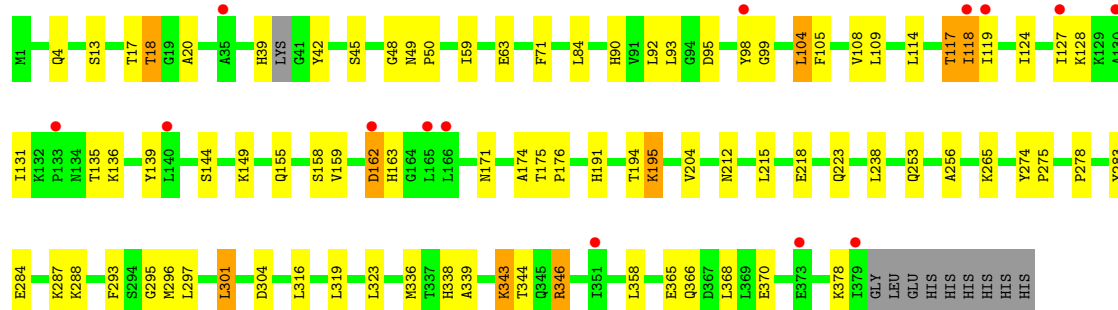 M1 Q4 S13 T17 T18 G19 A20 A35 H39 LYS G41 Y42 S45 G48 N49 P50 I59 E63 F71 L84 H90 V91 L92 L93 G94 D95 Y98 G99 L104 F105 V108 L109 L114 T117 I118 I119 I124 I127 K128 K129 A130
I131 K132 P133 N134 T135 K136 Y139 L140 S144 K149 Q155 S158 V159 D162 H163 G164 L165 L166 N171 A174 T175 P176 H191 T194 K195 V204 N212 L215 E218 Q223 L238 Q253 A256 K265 Y274 P275 P278
E284 K287 K288 F293 S294 G295 M296 L297 L301 D304 L316 L319 L323 M336 T337 H338 A339 K343 T344 Q345 R346 I351 L358 E365 Q366 D367 L368 L369 E370 E373 K378 I379 GLY LEU GLU HIS HIS HIS HIS HIS HIS